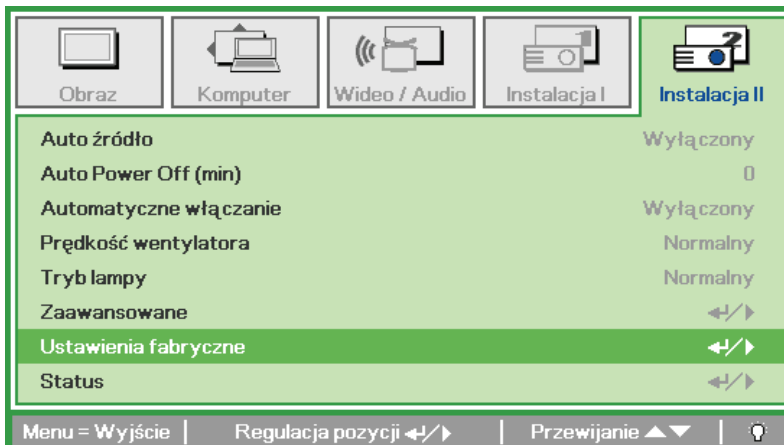 Obraz Komputer Wideo / Audio Instalacja I Instalacja II
Auto źródło Wyłączony
Auto Power Off (min) 0
Automatyczne włączanie Wyłączony
Prędkość wentylatora Normalny
Tryb lampy Normalny
Zaawansowane
Ustawienia fabryczne
Status
Menu = Wyjście | Regulacja pozycji | Przewijanie